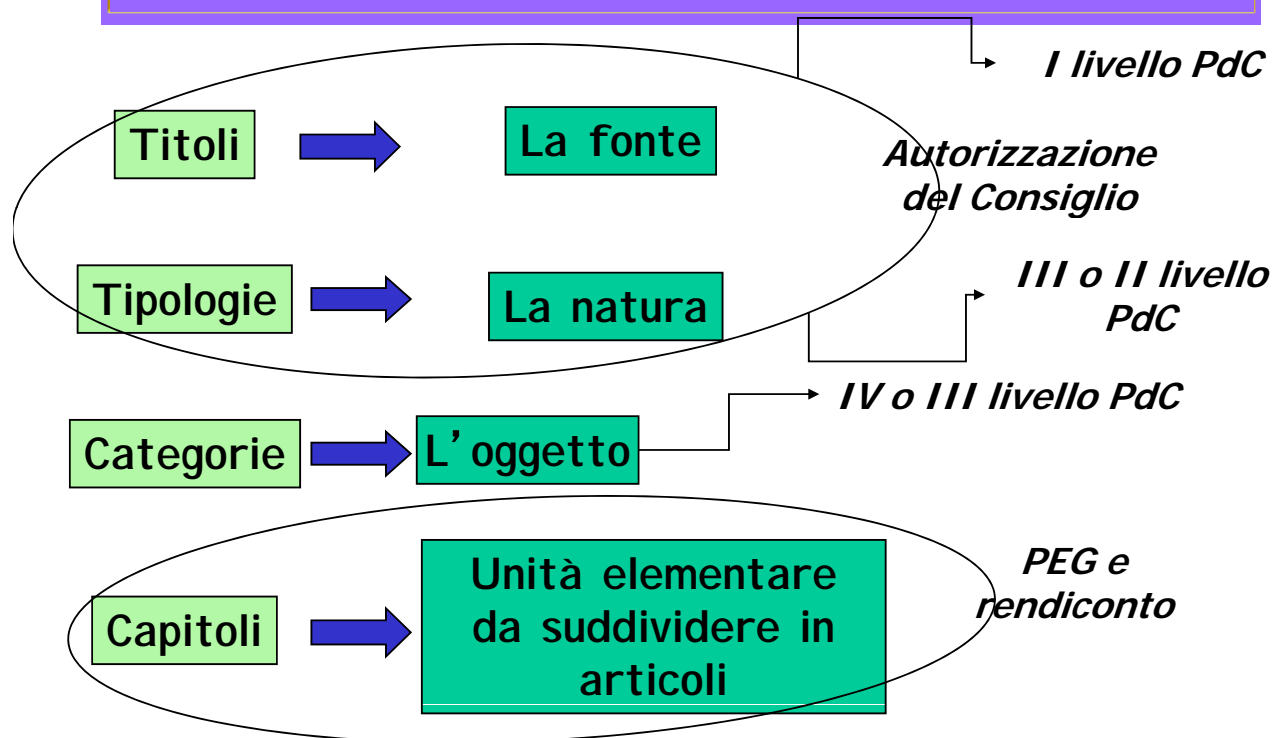 I livello PdC
Titoli
La fonte
Autorizzazione
del Consiglio
Tipologie
La natura
III o II livello
PdC
Categorie
L'oggetto
IV o III livello PdC
Capitoli
Unità elementare
da suddividere in
articoli
PEG e
rendiconto